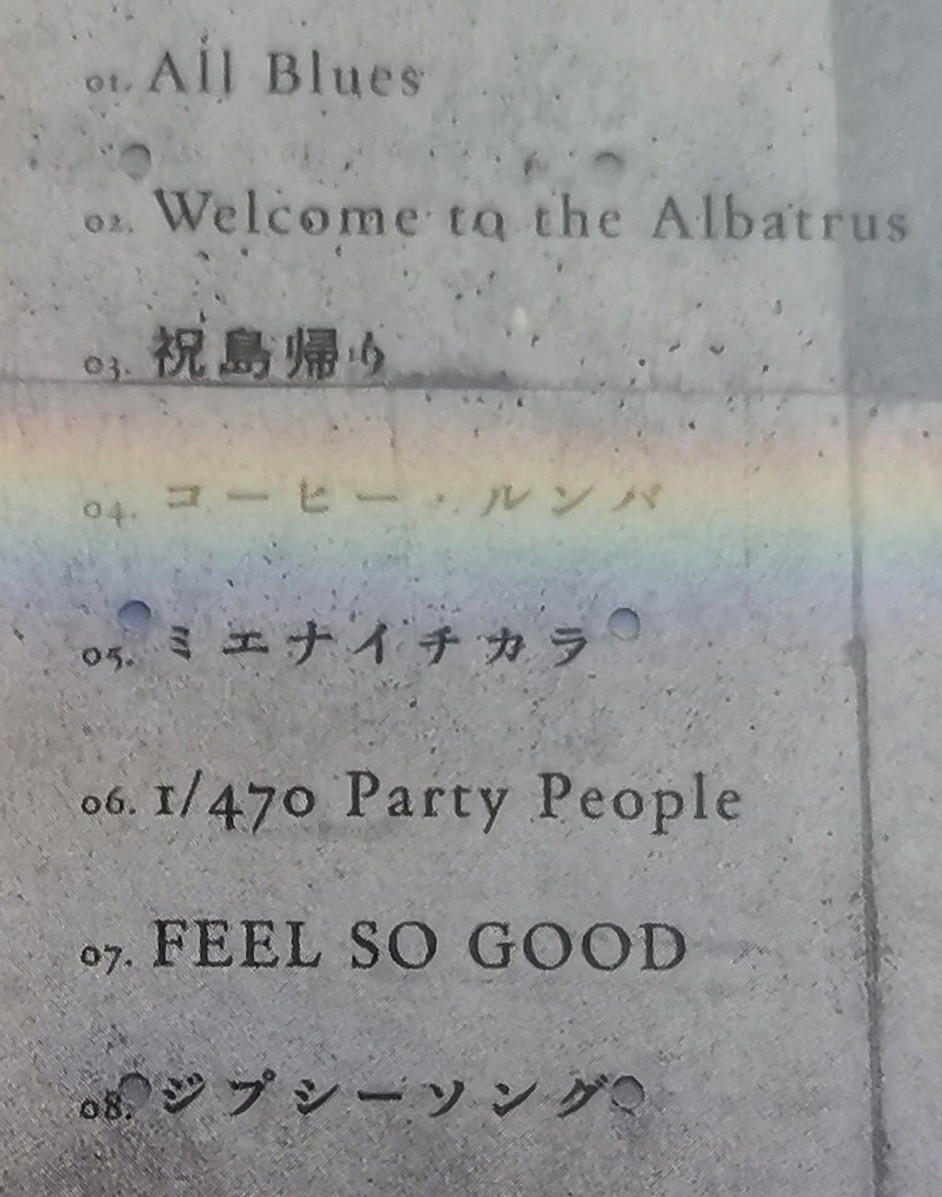 01. All Blues
02. Welcome to the Albatrus
03. 祝島帰り
04. コーヒー・ルンバ
05. ミエナイチカラ
06. 1/470 Party People
07. FEEL SO GOOD
08. ジプシーソング